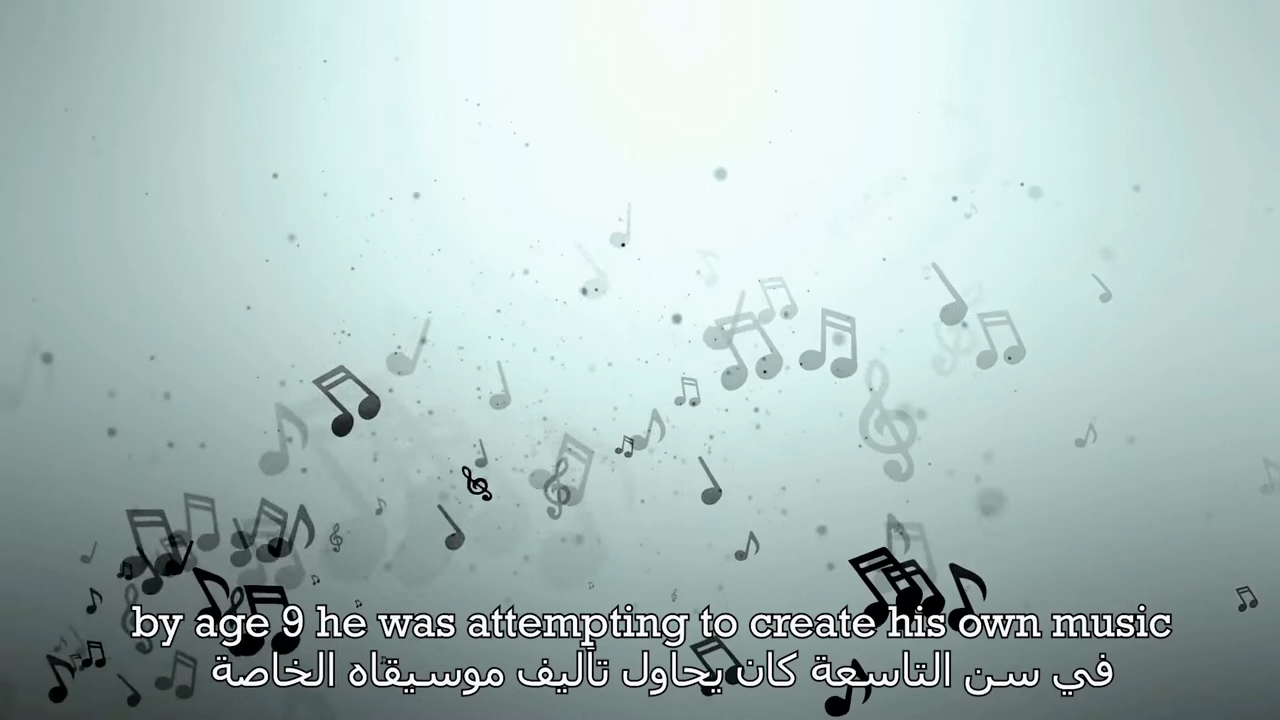 by age 9 he was attempting to create his own music
في سن التاسعة كان يحاول تأليف موسيقاه الخاصة